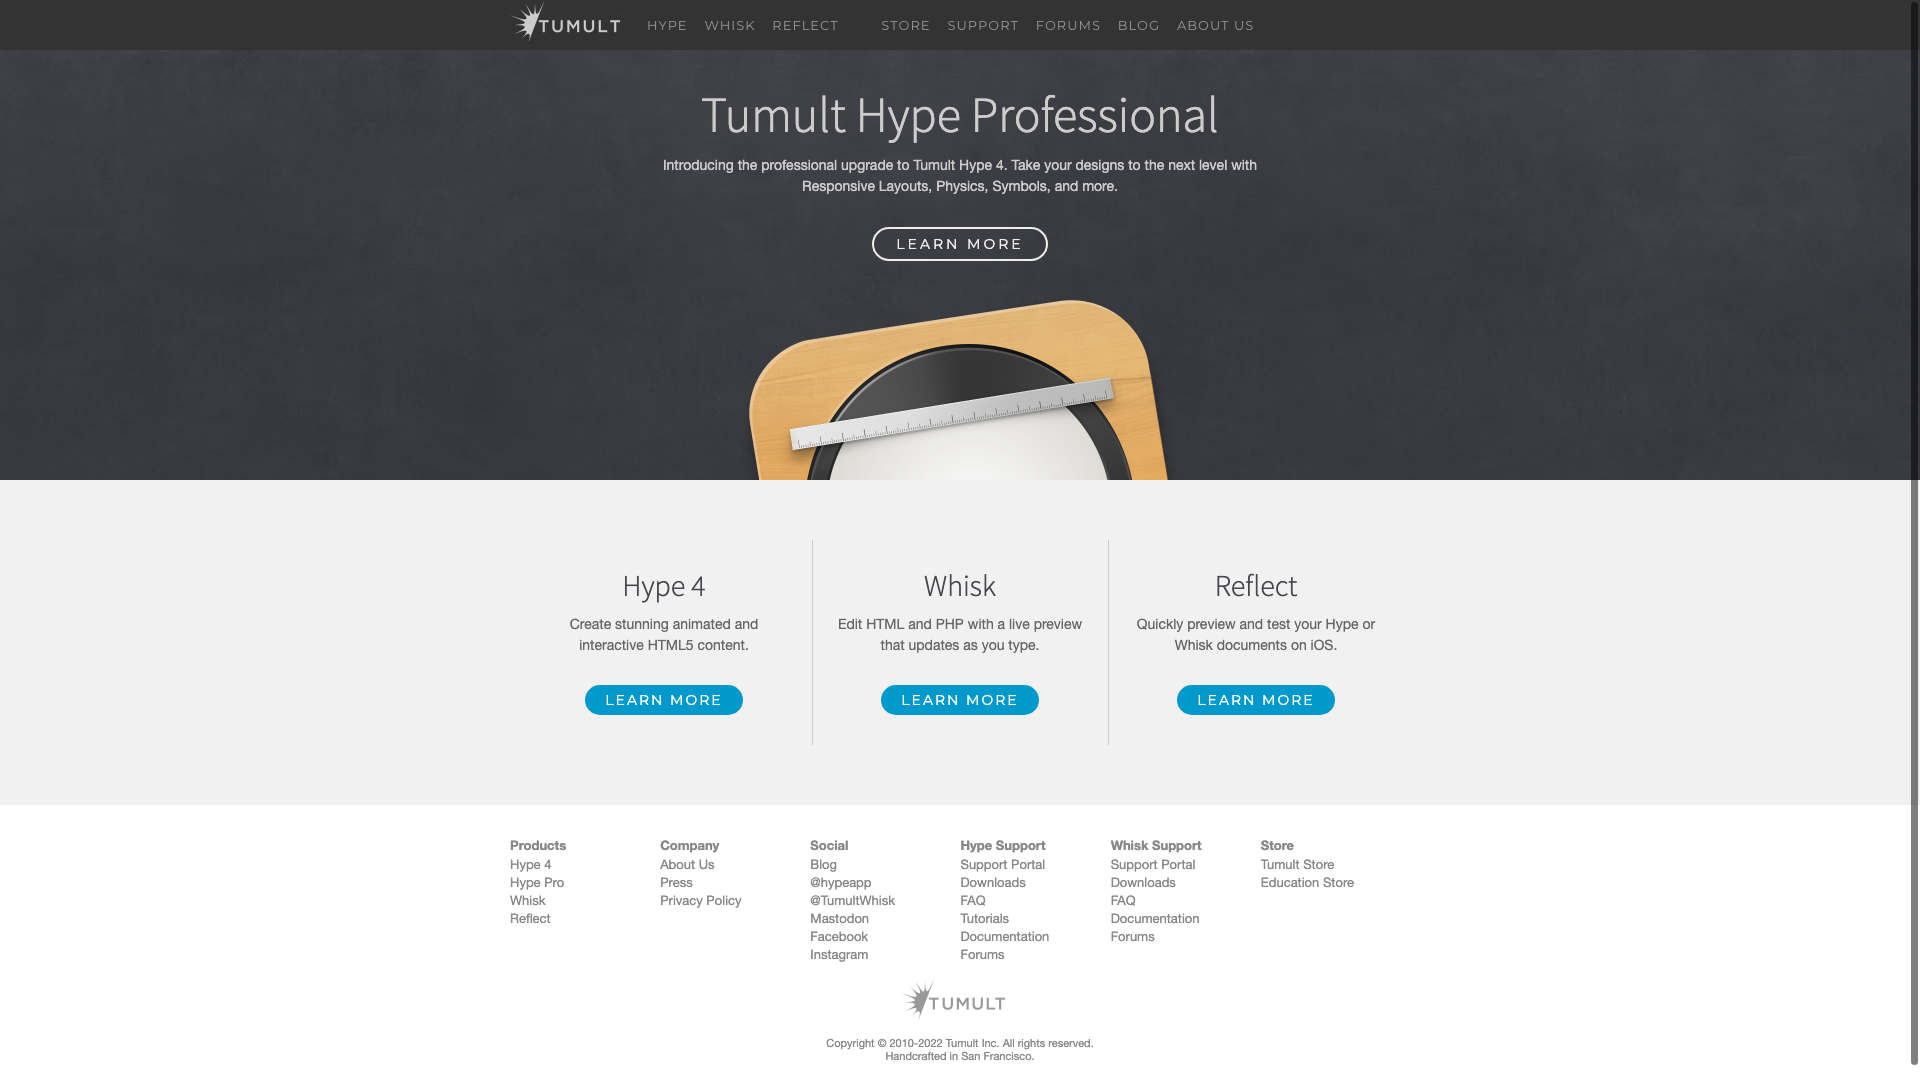 TUMULT HYPE WHISK REFLECT STORE SUPPORT FORUMS BLOG ABOUT US
Tumult Hype Professional
Introducing the professional upgrade to Tumult Hype 4. Take your designs to the next level with
Responsive Layouts, Physics, Symbols, and more.
LEARN MORE
Hype 4
Create stunning animated and
interactive HTML5 content.
LEARN MORE
Whisk
Edit HTML and PHP with a live preview
that updates as you type.
LEARN MORE
Reflect
Quickly preview and test your Hype or
Whisk documents on iOS.
LEARN MORE
Products
Hype 4
Hype Pro
Whisk
Reflect
Company
About Us
Press
Privacy Policy
Social
Blog
@hypeapp
@TumultWhisk
Mastodon
Facebook
Instagram
Hype Support
Support Portal
Downloads
FAQ
Tutorials
Documentation
Forums
Whisk Support
Support Portal
Downloads
FAQ
Documentation
Forums
Store
Tumult Store
Education Store
TUMULT
Copyright © 2010-2022 Tumult Inc. All rights reserved.
Handcrafted in San Francisco.